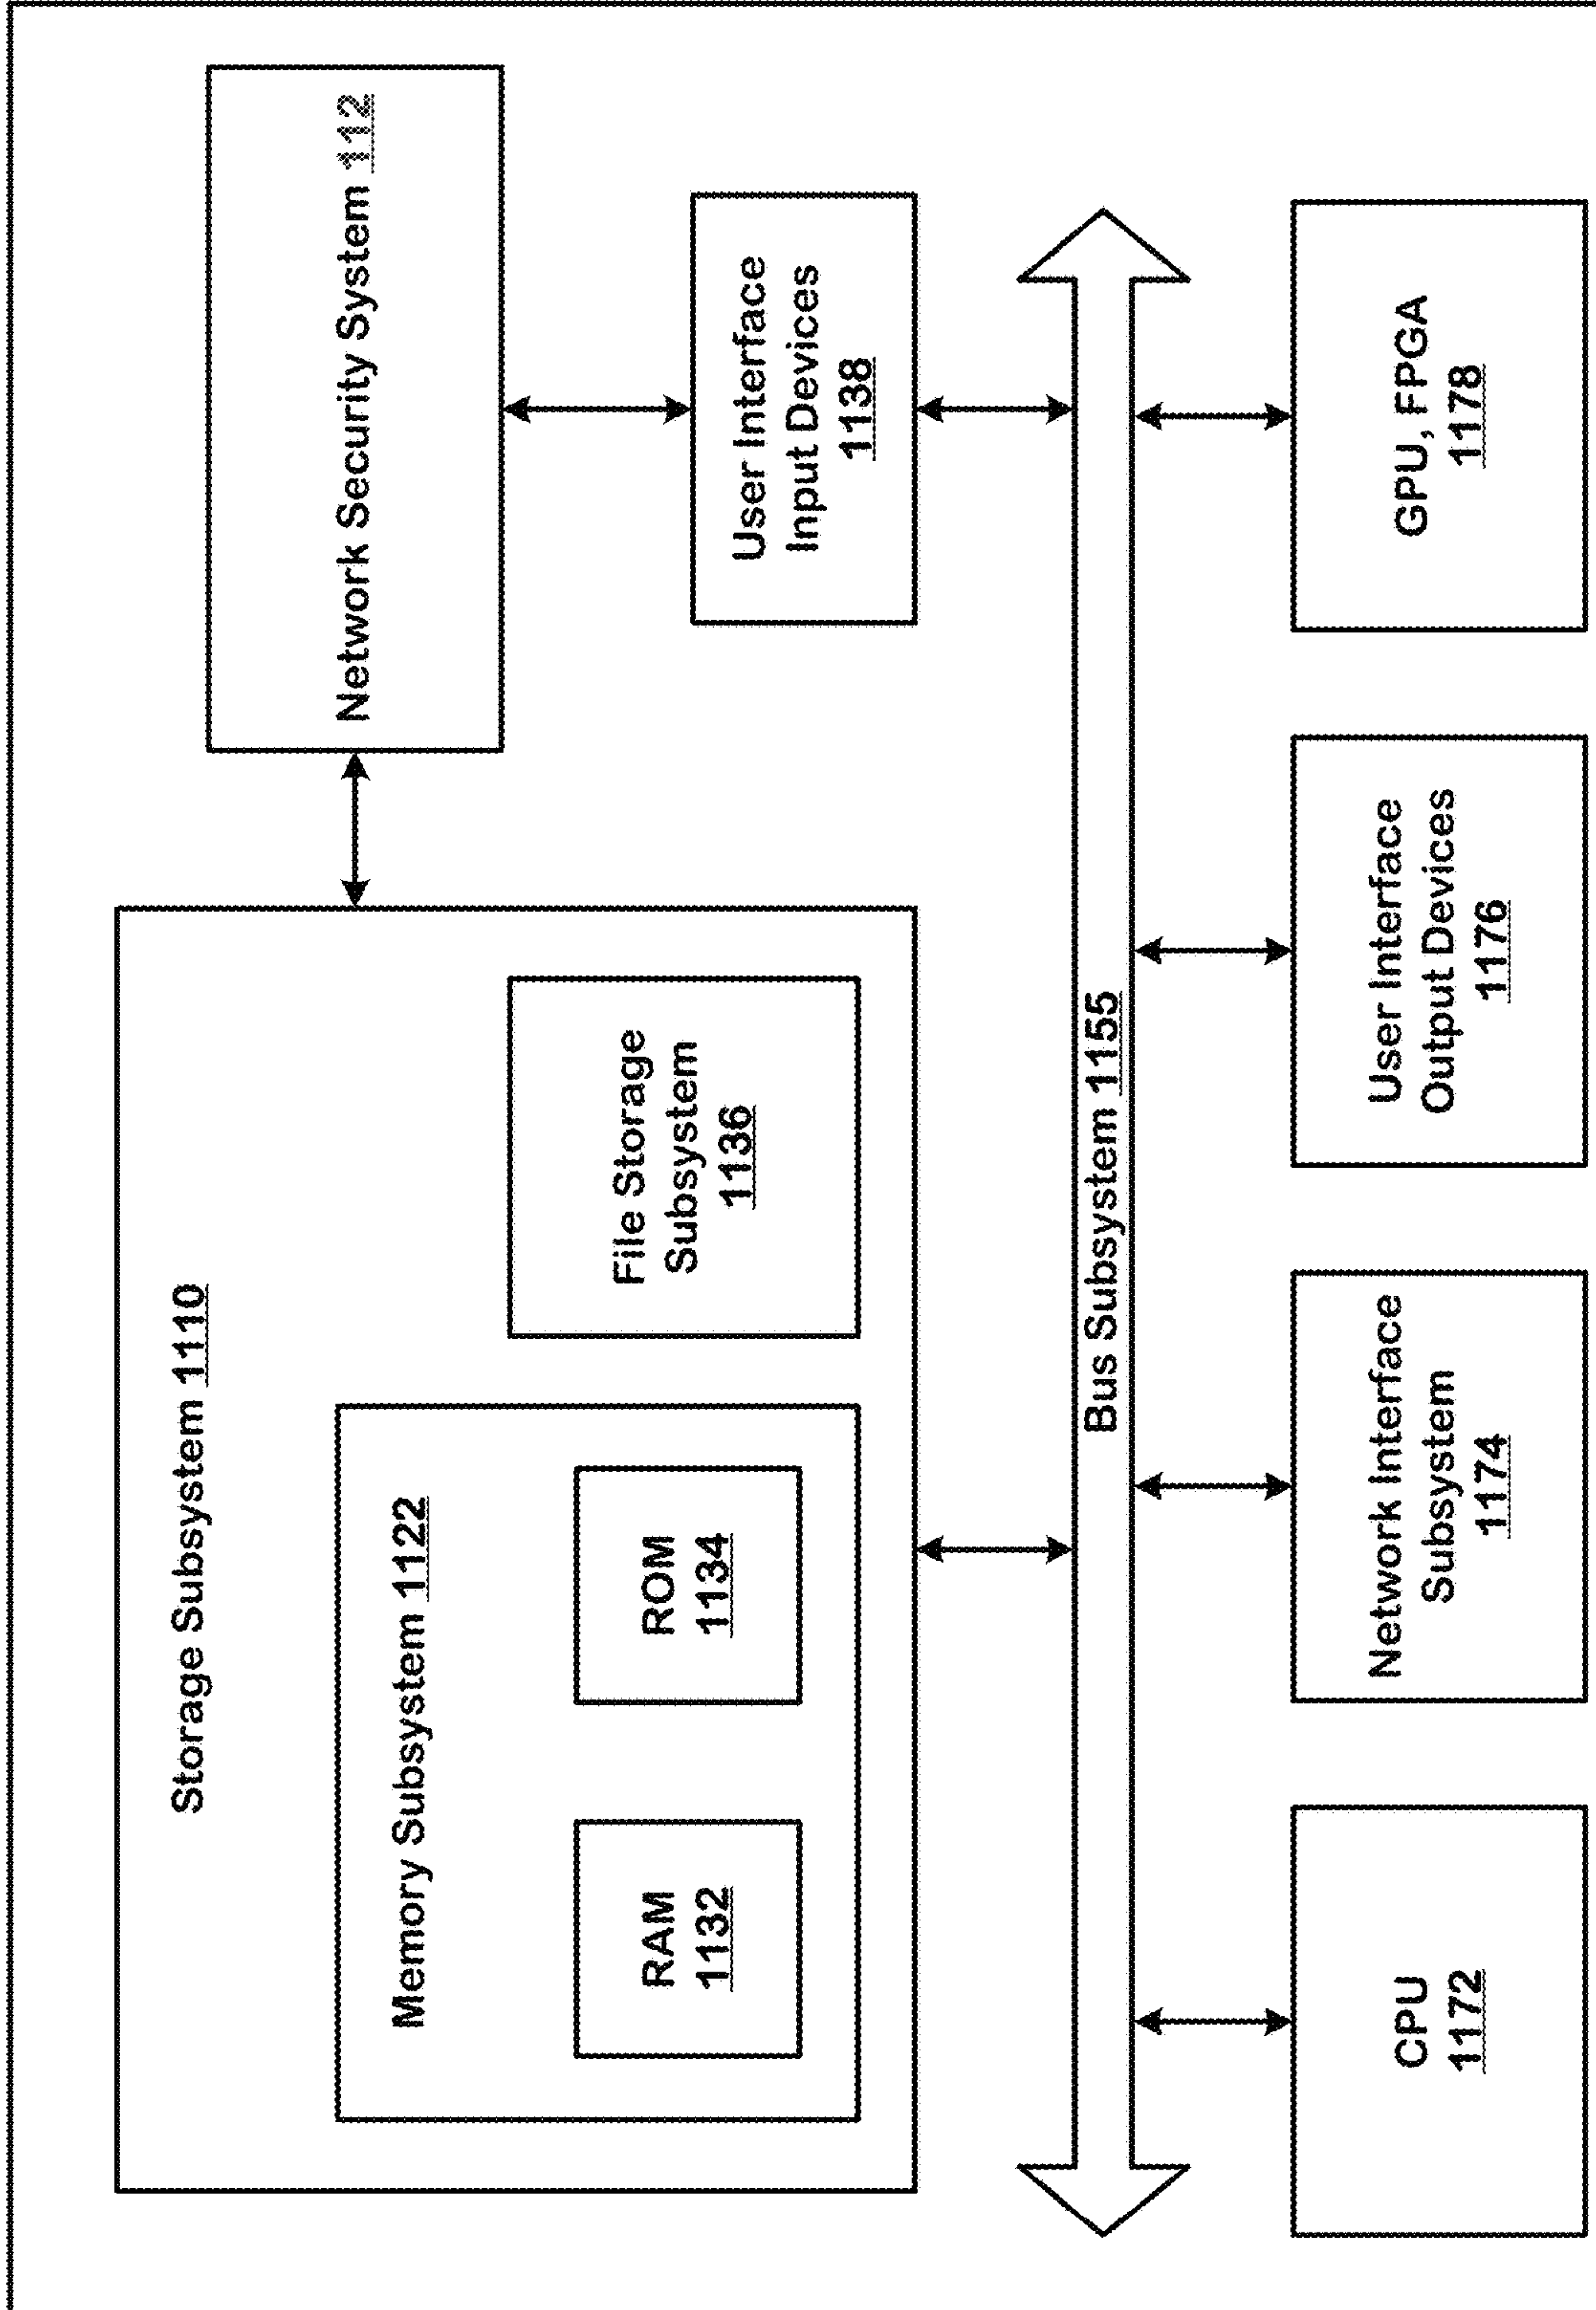 Storage Subsystem 1110
Memory Subsystem 1122
RAM
1132
ROM
1134
File Storage
Subsystem
1136
Network Security System 112
User Interface
Input Devices
1138
Bus Subsystem 1155
CPU
1172
Network Interface
Subsystem
1174
User Interface
Output Devices
1176
GPU, FPGA
1178